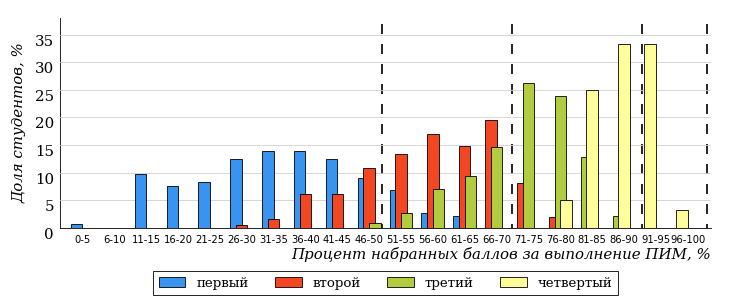 Доля студентов, %
35
30
25
20
15
10
5
0
0-5 6-10 11-15 16-20 21-25 26-30 31-35 36-40 41-45 46-50 51-55 56-60 61-65 66-70 71-75 76-80 81-85 86-90 91-95 96-100
Процент набранных баллов за выполнение ПИМ, %
первый второй третий четвертый